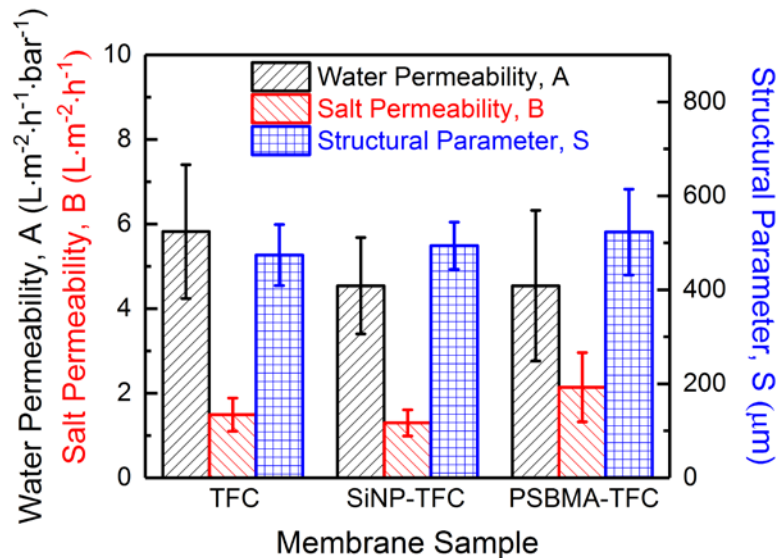 Water Permeability, A (L·m⁻²·h⁻¹·bar⁻¹)
Salt Permeability, B (L·m⁻²·h⁻¹)
10
8
6
4
2
0
Water Permeability, A
Salt Permeability, B
Structural Parameter, S
800
600
400
200
0
Structural Parameter, S (μm)
TFC SiNP-TFC PSBMA-TFC
Membrane Sample